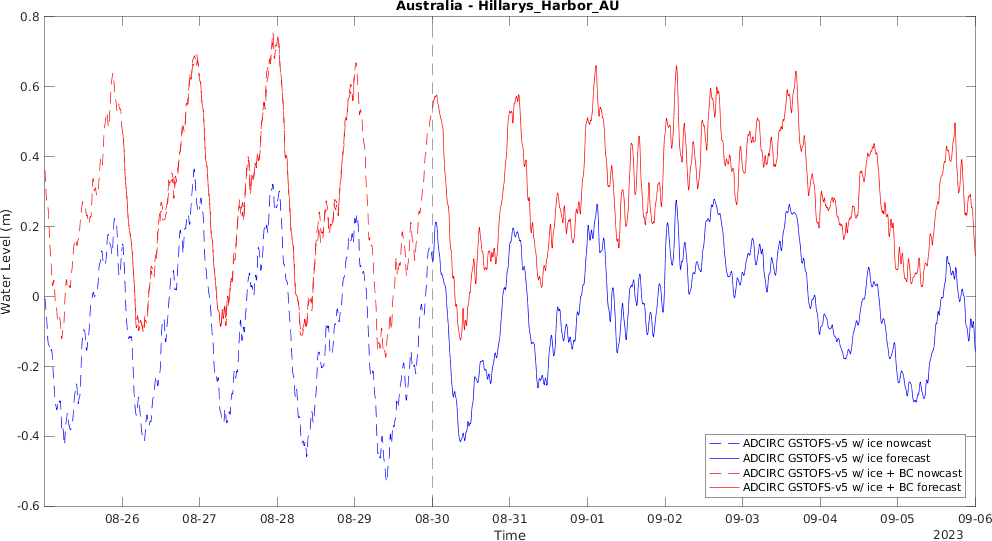 Australia - Hillarys_Harbor_AU
0.8
0.6
0.4
0.2
0
-0.2
-0.4
-0.6
Water Level (m)
ADCIRC GSTOFS-v5 w/ ice nowcast
ADCIRC GSTOFS-v5 w/ ice forecast
ADCIRC GSTOFS-v5 w/ ice + BC nowcast
ADCIRC GSTOFS-v5 w/ ice + BC forecast
08-26 08-27 08-28 08-29 08-30 08-31 09-01 09-02 09-03 09-04 09-05 09-06
Time
2023